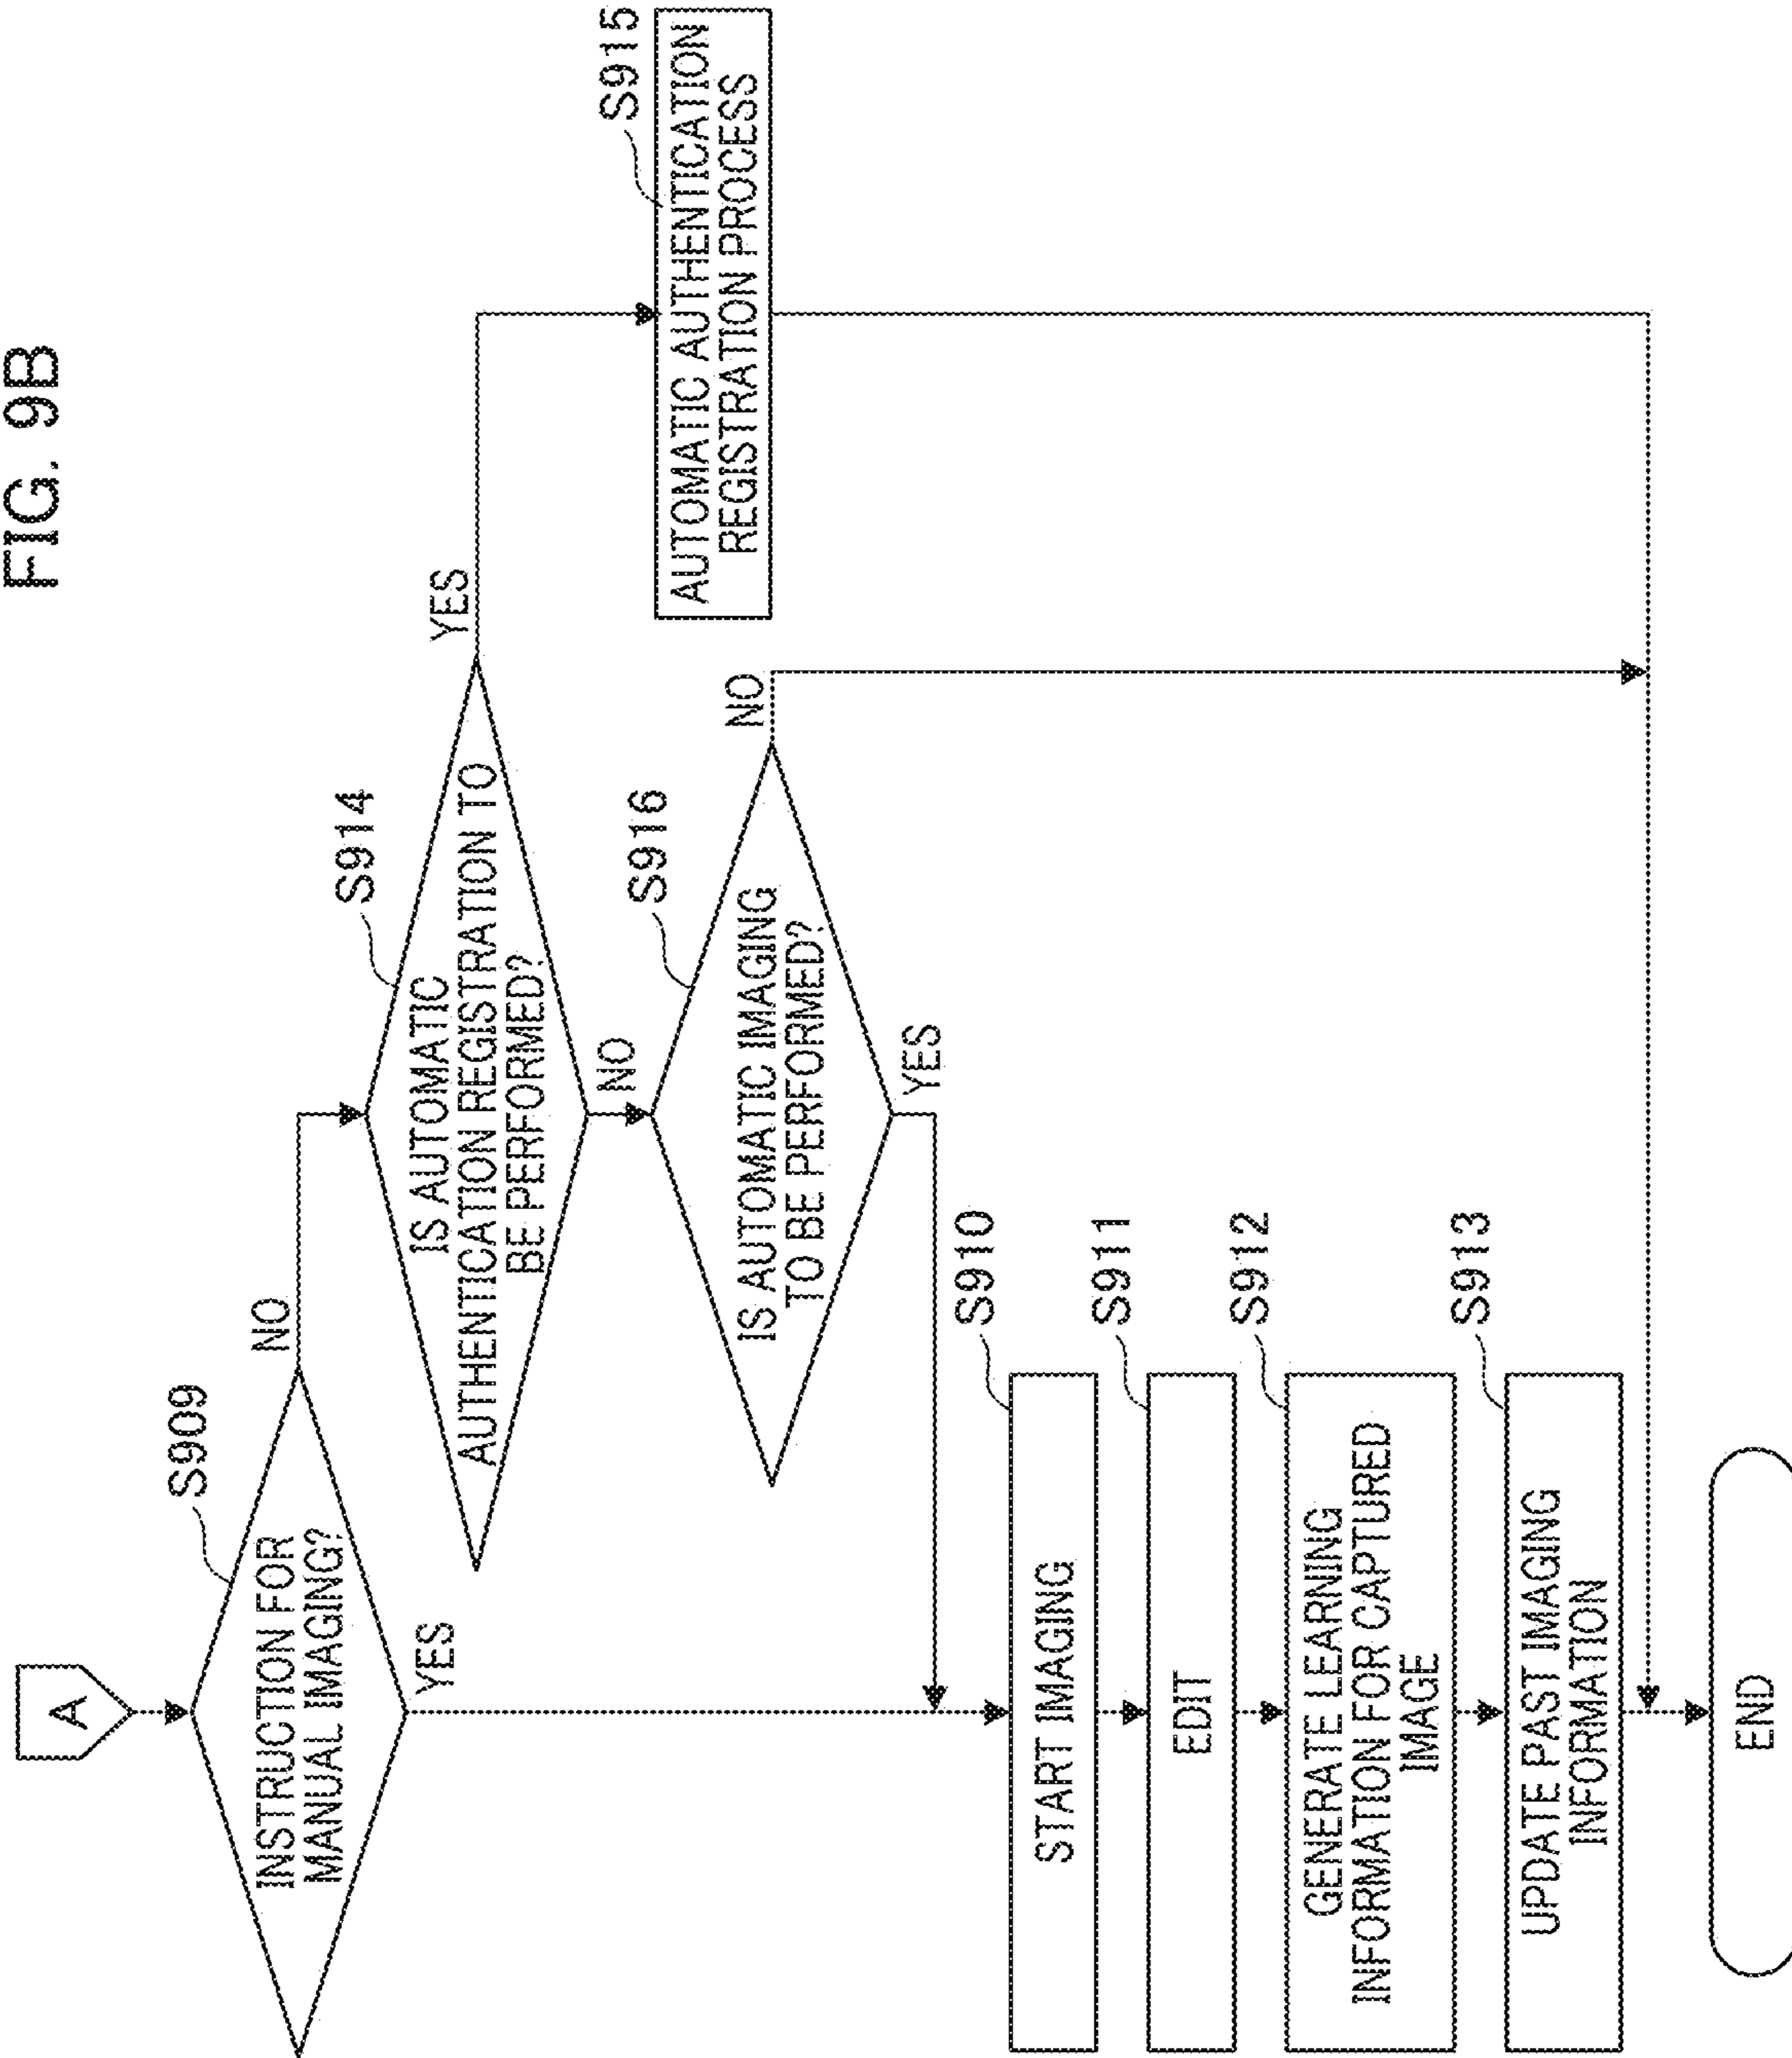 FIG. 9B
A
S909
INSTRUCTION FOR
MANUAL IMAGING?
NO
YES
S914
IS AUTOMATIC
AUTHENTICATION REGISTRATION TO
BE PERFORMED?
YES
NO
S915
AUTOMATIC AUTHENTICATION
REGISTRATION PROCESS
S916
IS AUTOMATIC IMAGING
TO BE PERFORMED?
NO
YES
S910
START IMAGING
S911
EDIT
S912
GENERATE LEARNING
INFORMATION FOR CAPTURED
IMAGE
S913
UPDATE PAST IMAGING
INFORMATION
END